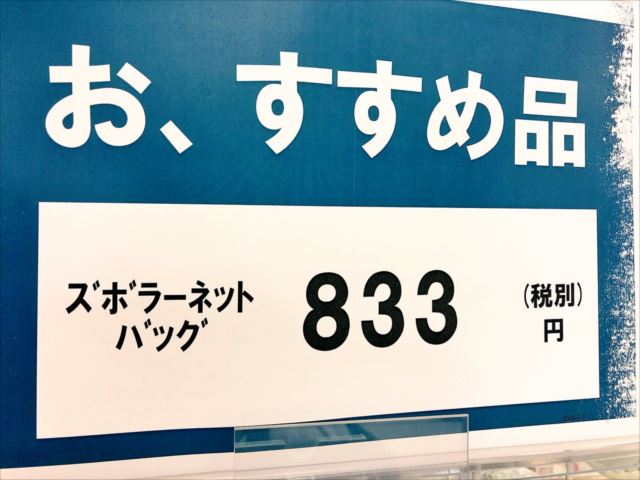 お、すすめ品
ズボラーネット
バッグ
833
(税別)
円